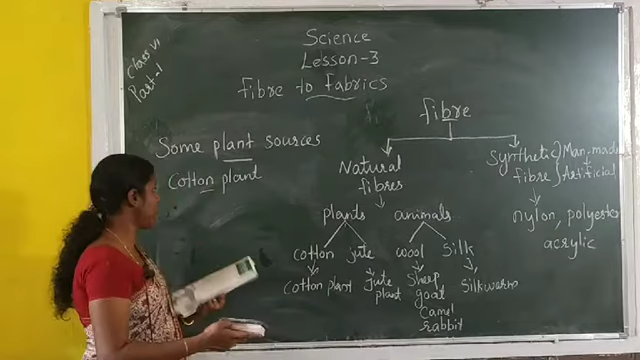 Class VI
Part-1
Science
Lesson-3
Fibre to Fabrics
Some plant sources
Cotton plant
fibre
Natural fibres
Synthetic fibre } Man-made
Artificial
plants animals
nylon, polyester
acrylic
cotton jute wool silk
Cotton plant
Jute plant
Sheep
goat
Camel
Rabbit
Silkworm